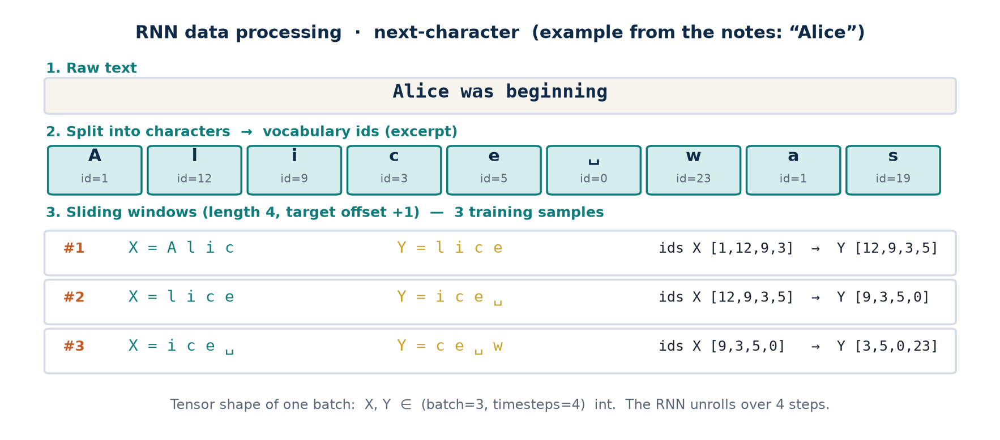 RNN data processing · next-character (example from the notes: “Alice”)
1. Raw text
Alice was beginning
2. Split into characters → vocabulary ids (excerpt)
A l i c e ␣ w a s
id=1 id=12 id=9 id=3 id=5 id=0 id=23 id=1 id=19
3. Sliding windows (length 4, target offset +1) — 3 training samples
#1 X = A l i c Y = l i c e ids X [1,12,9,3] → Y [12,9,3,5]
#2 X = l i c e Y = i c e ␣ ids X [12,9,3,5] → Y [9,3,5,0]
#3 X = i c e ␣ Y = c e ␣ w ids X [9,3,5,0] → Y [3,5,0,23]
Tensor shape of one batch: X, Y ∈ (batch=3, timesteps=4) int. The RNN unrolls over 4 steps.